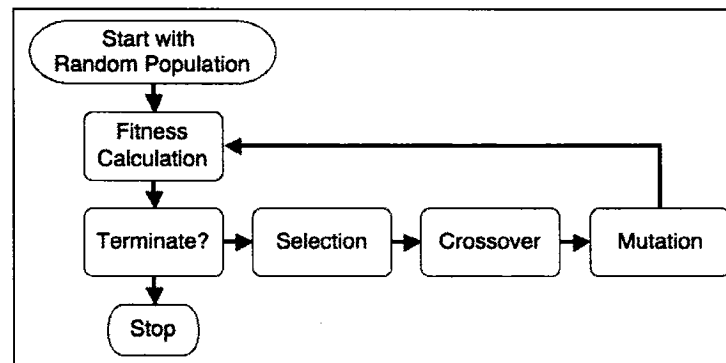 Start with
Random Population
Fitness
Calculation
Terminate?
Selection
Crossover
Mutation
Stop